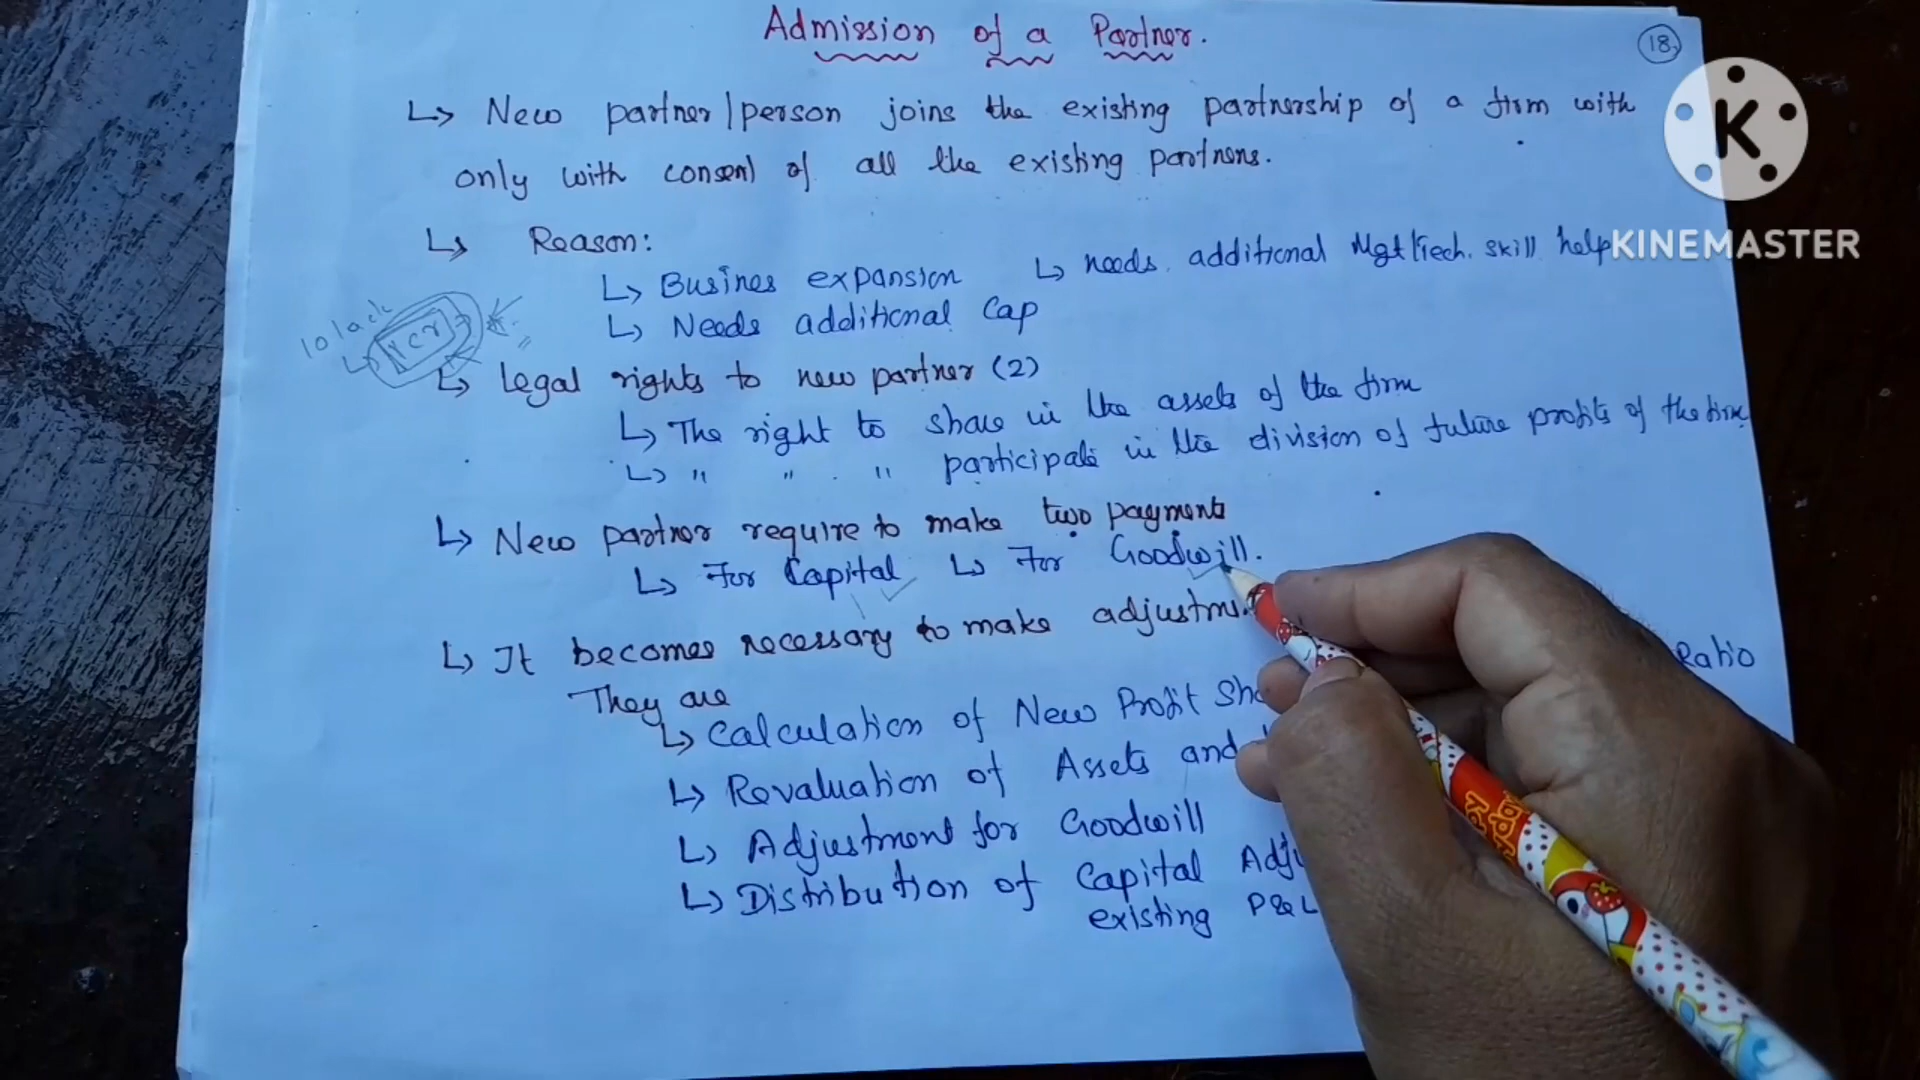 Admission of a Partner.
18.
↳ New partner/person joins the existing partnership of a firm with
only with consent of all the existing partners.
↳ Reason:
↳ Busines expansion ↳ needs additional Mgt/Tech. skill help
↳ Needs additional Cap
10 lack
1 cr
↳ Legal rights to new partner (2)
↳ The right to share in the assets of the firm
↳ " " " participate in the division of future profits of the firm
↳ New partner require to make two payments
↳ For Capital ↳ For Goodwill.
↳ It becomes necessary to make
They are
↳ Calculation of New Profit Ratio
↳ Revaluation of Assets and
↳ Adjustment for Goodwill
↳ Distribution of Capital
existing P&L
K
KINEMASTER